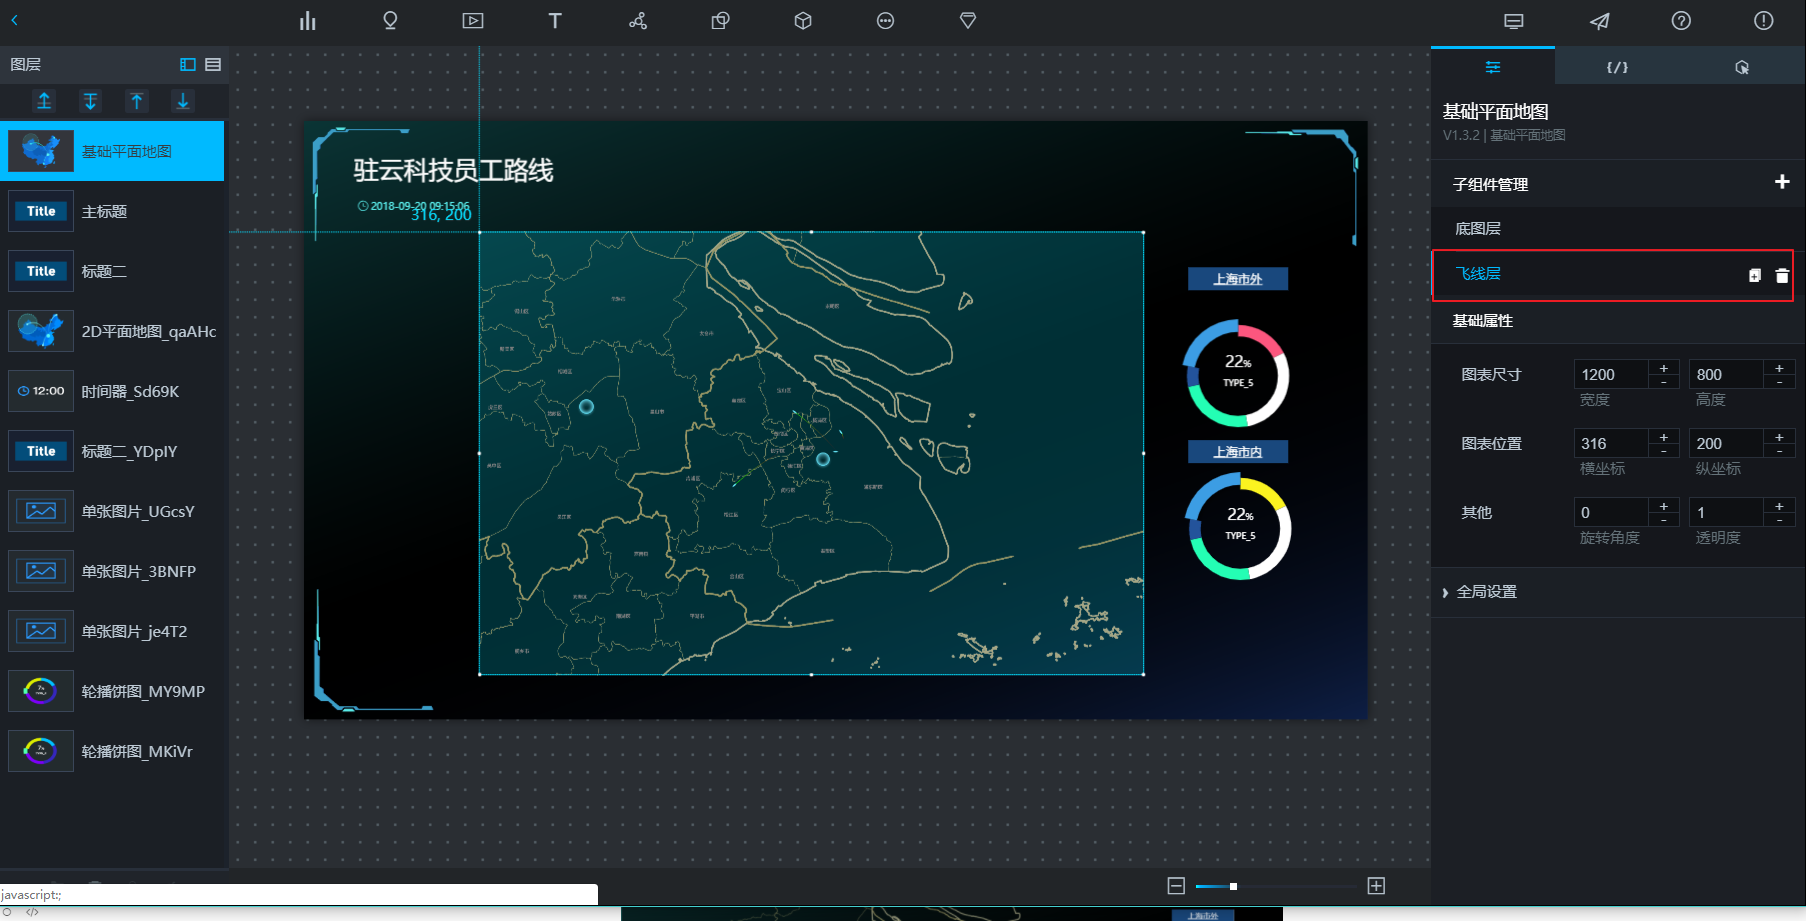 图层
基础平面地图
Title
主标题
Title
标题二
2D平面地图_qaAHc
12:00
时间器_Sd69K
Title
标题二_YDpIY
单张图片_UGcsY
单张图片_3BNFP
单张图片_je4T2
轮播饼图_MY9MP
轮播饼图_MKiVr
javascript:;
驻云科技员工路线
2018-09-20 09:15:06
316, 200
上海市外
22%
TYPE_5
上海市内
22%
TYPE_5
基础平面地图
V1.3.2 | 基础平面地图
子组件管理
底图层
飞线层
基础属性
图表尺寸
1200
800
宽度
高度
图表位置
316
200
横坐标
纵坐标
其他
0
1
旋转角度
透明度
全局设置
上海市外